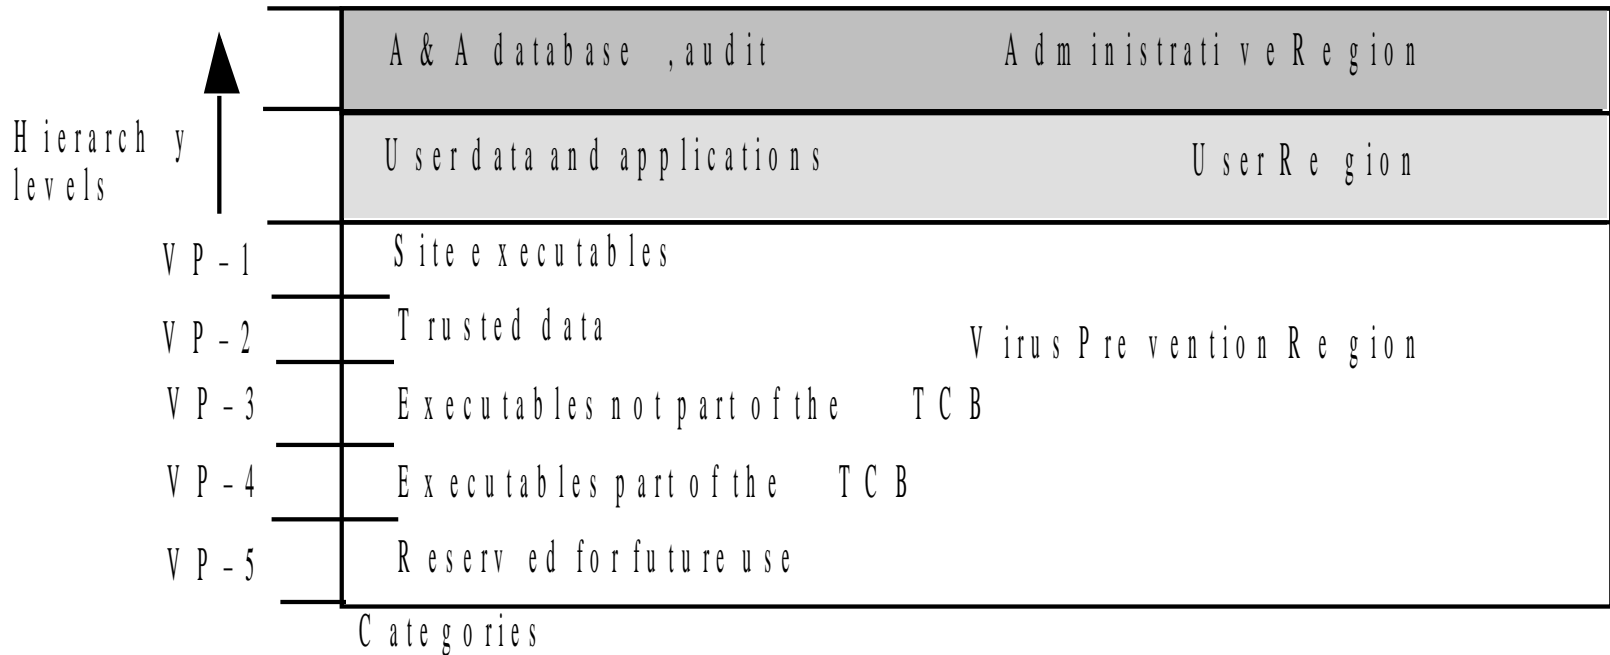 A & A database , audit Administrative Region
Hierarchy
levels
User data and applications User Region
VP-1 Site executables
VP-2 Trusted data
Virus Prevention Region
VP-3 Executables not part of the TCB
VP-4 Executables part of the TCB
VP-5 Reserved for future use
Categories